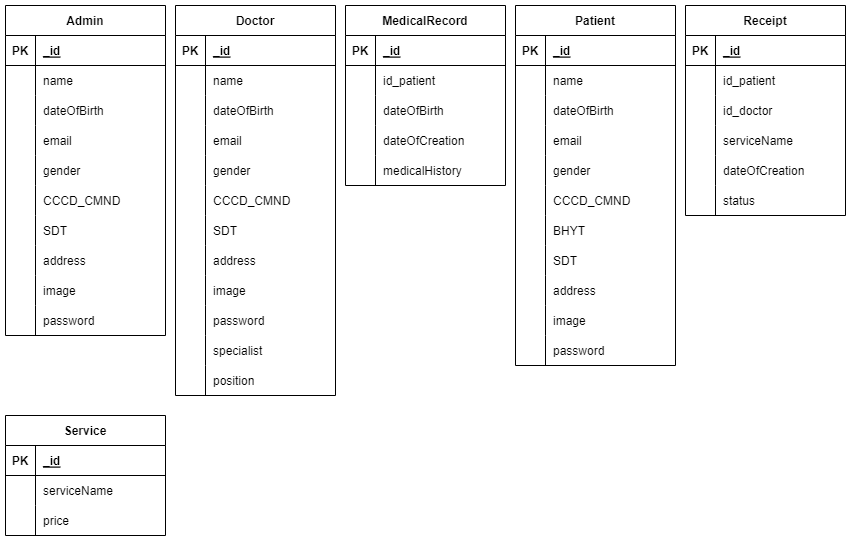 Admin
PK _id
name
dateOfBirth
email
gender
CCCD_CMND
SDT
address
image
password
Doctor
PK _id
name
dateOfBirth
email
gender
CCCD_CMND
SDT
address
image
password
specialist
position
MedicalRecord
PK _id
id_patient
dateOfBirth
dateOfCreation
medicalHistory
Patient
PK _id
name
dateOfBirth
email
gender
CCCD_CMND
BHYT
SDT
address
image
password
Receipt
PK _id
id_patient
id_doctor
serviceName
dateOfCreation
status
Service
PK _id
serviceName
price